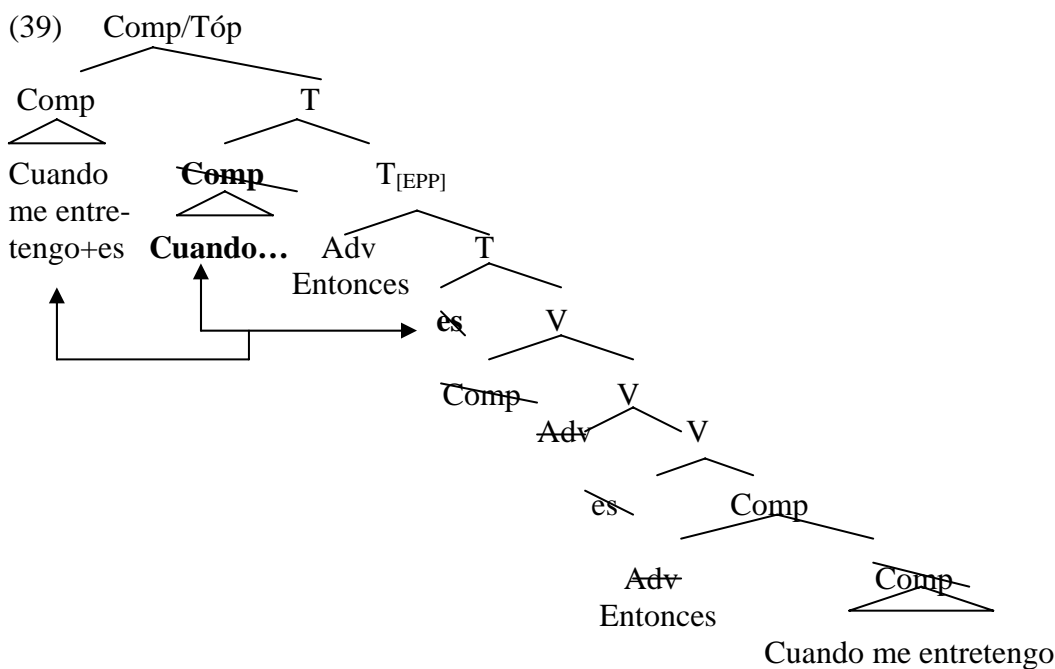 (39) Comp/Tóp
Comp T
Cuando Comp T[EPP]
me entre-
tengo+es Cuando… Adv T
Entonces
es V
Comp V
Adv V
es Comp
Adv Comp
Entonces
Cuando me entretengo